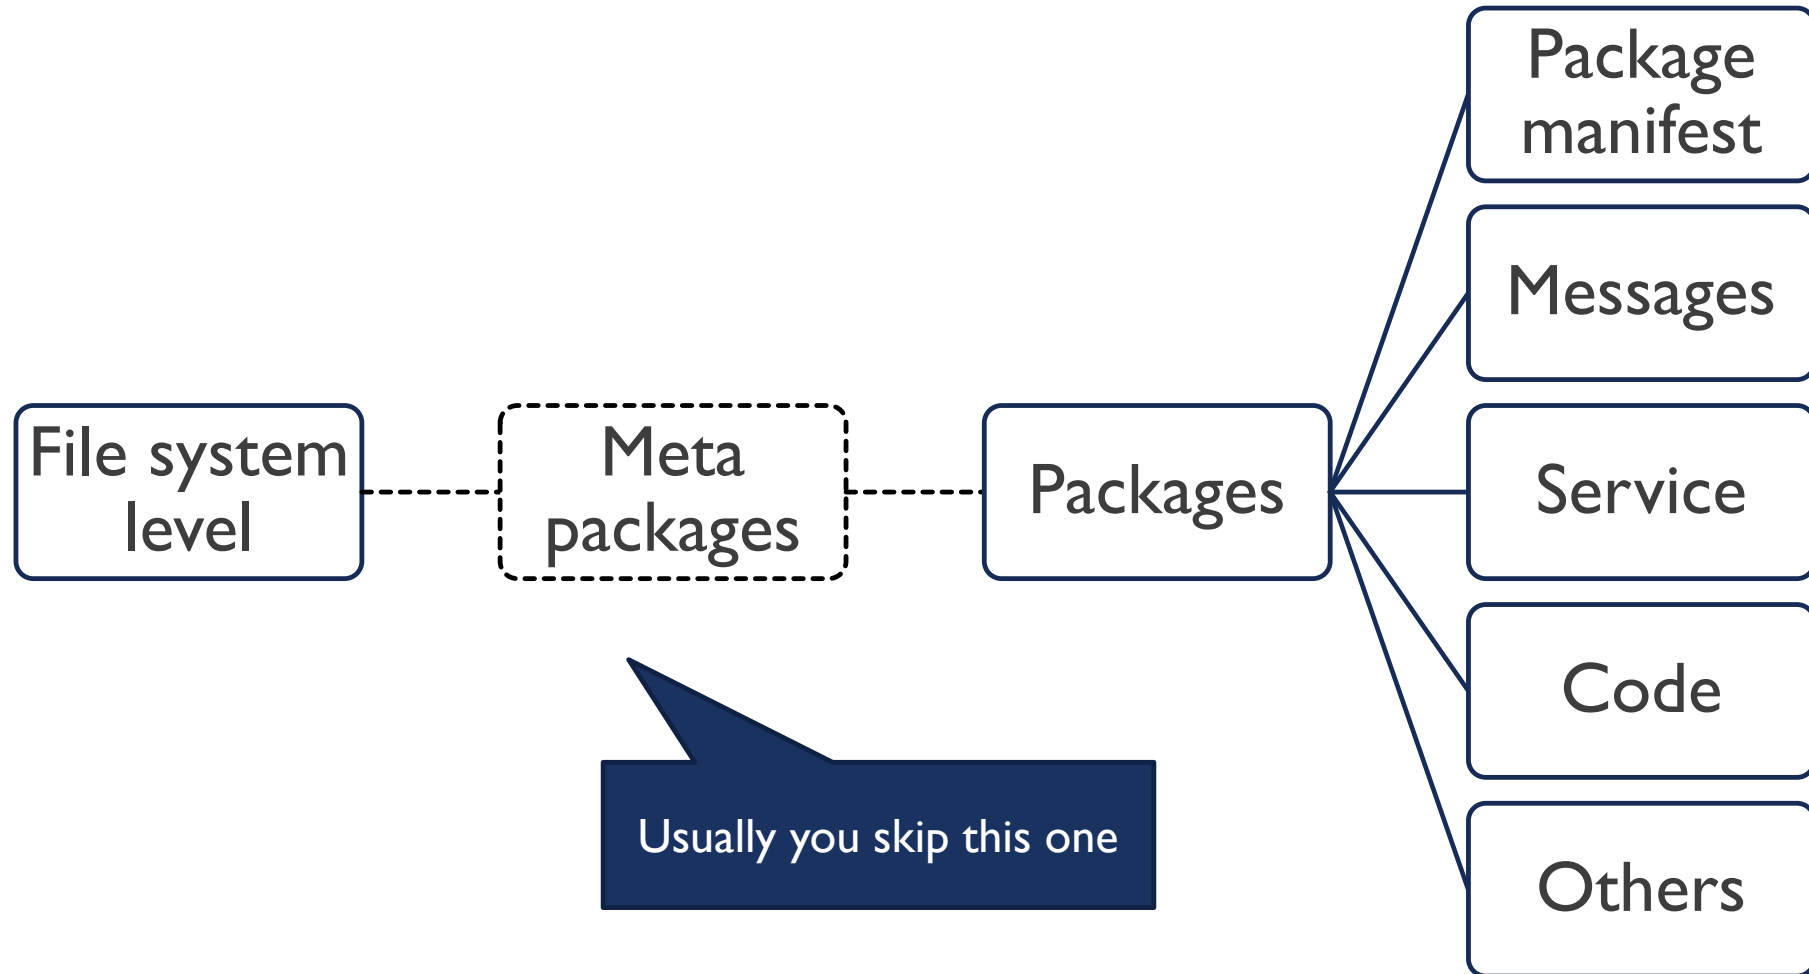 File system
level
Meta
packages
Packages
Package
manifest
Messages
Service
Code
Others
Usually you skip this one